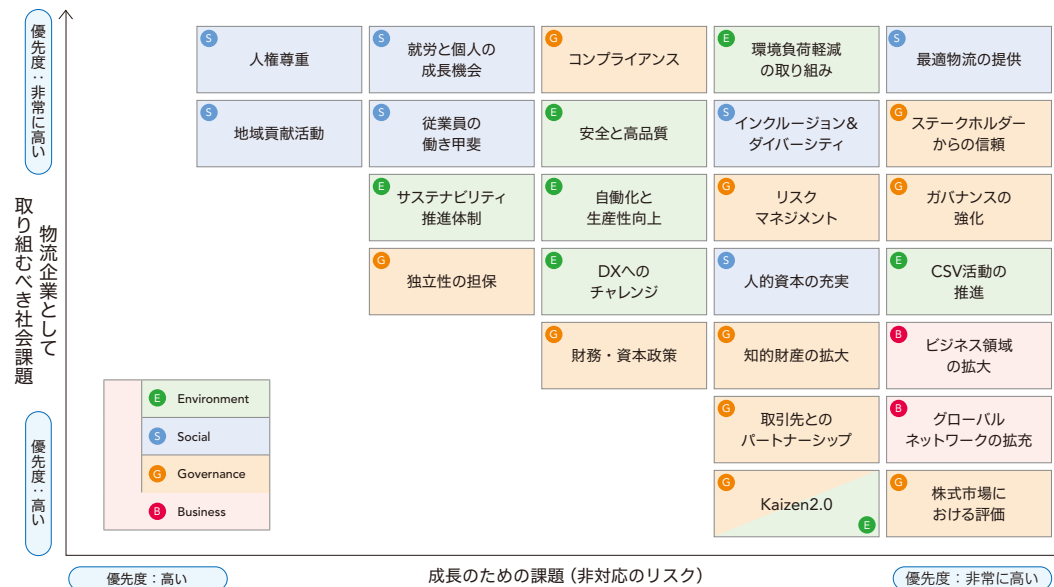 優先度：非常に高い
物流企業として
取り組むべき社会課題
優先度：高い
S
人権尊重
S
就労と個人の
成長機会
G
コンプライアンス
E
環境負荷軽減
の取り組み
S
最適物流の提供
S
地域貢献活動
S
従業員の
働き甲斐
E
安全と高品質
S
インクルージョン&
ダイバーシティ
G
ステークホルダー
からの信頼
E
サステナビリティ
推進体制
E
自働化と
生産性向上
G
リスク
マネジメント
G
ガバナンスの
強化
G
独立性の担保
E
DXへの
チャレンジ
S
人的資本の充実
E
CSV活動の
推進
G
財務・資本政策
G
知的財産の拡大
B
ビジネス領域
の拡大
G
取引先との
パートナーシップ
B
グローバル
ネットワークの拡充
G
Kaizen2.0
E
G
株式市場に
おける評価
E Environment
S Social
G Governance
B Business
優先度：高い
成長のための課題（非対応のリスク）
優先度：非常に高い